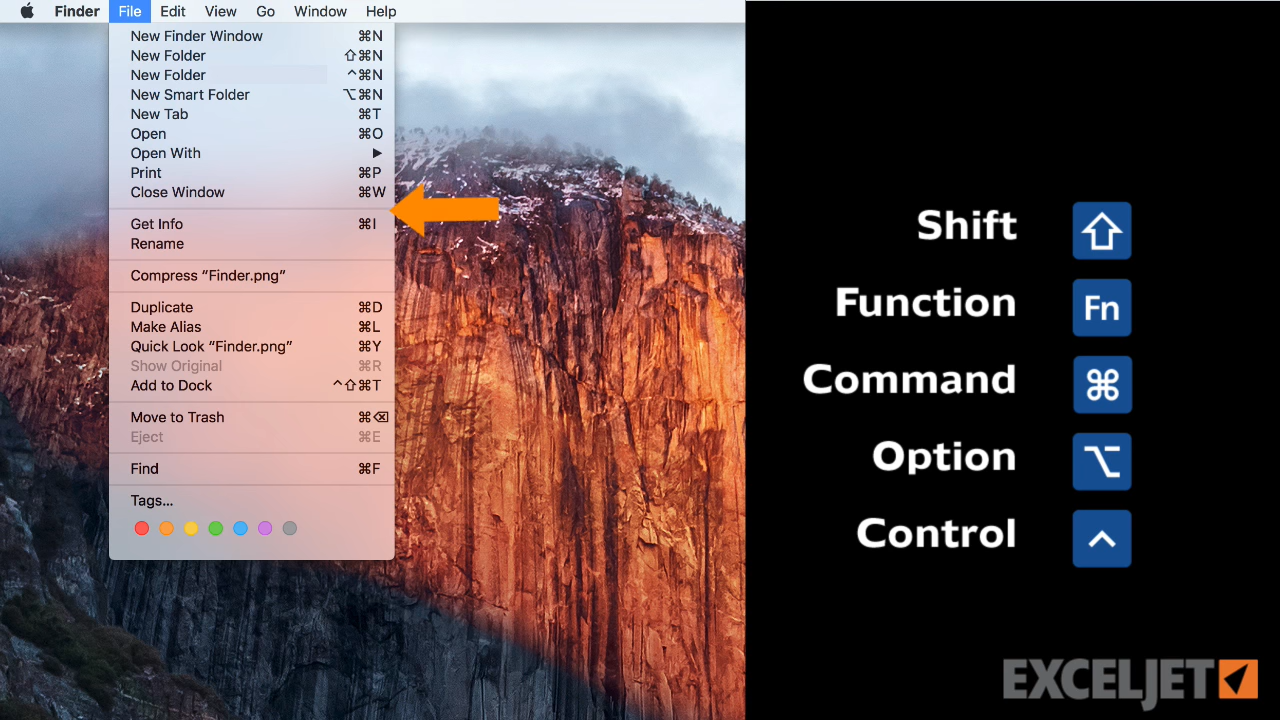 Finder File Edit View Go Window Help
New Finder Window ⌘N
New Folder ⇧⌘N
New Folder ^⌘N
New Smart Folder ⌥⌘N
New Tab ⌘T
Open ⌘O
Open With ▶
Print ⌘P
Close Window ⌘W
Get Info ⌘I
Rename
Compress “Finder.png”
Duplicate ⌘D
Make Alias ⌘L
Quick Look “Finder.png” ⌘Y
Show Original ⌘R
Add to Dock ^⇧⌘T
Move to Trash ⌘⌫
Eject ⌘E
Find ⌘F
Tags...
Shift ⇧
Function Fn
Command ⌘
Option ⌥
Control ^
EXCELJET